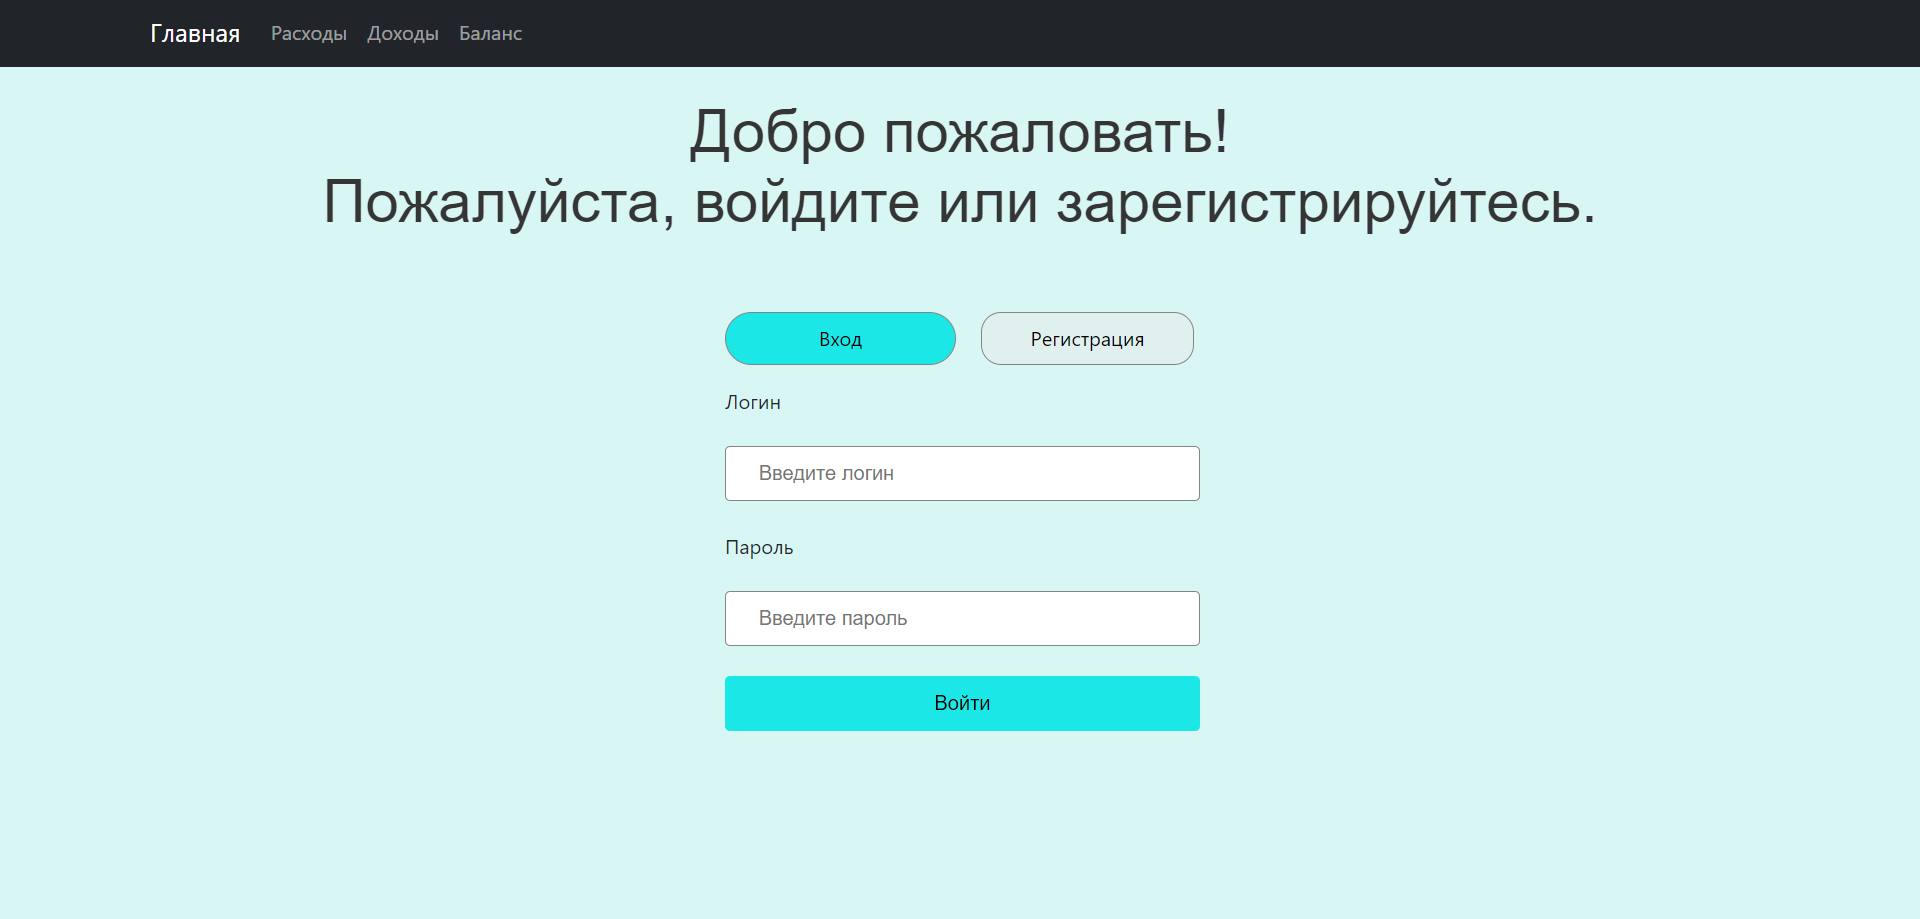 Главная Расходы Доходы Баланс
Добро пожаловать!
Пожалуйста, войдите или зарегистрируйтесь.
Вход Регистрация
Логин
Введите логин
Пароль
Введите пароль
Войти